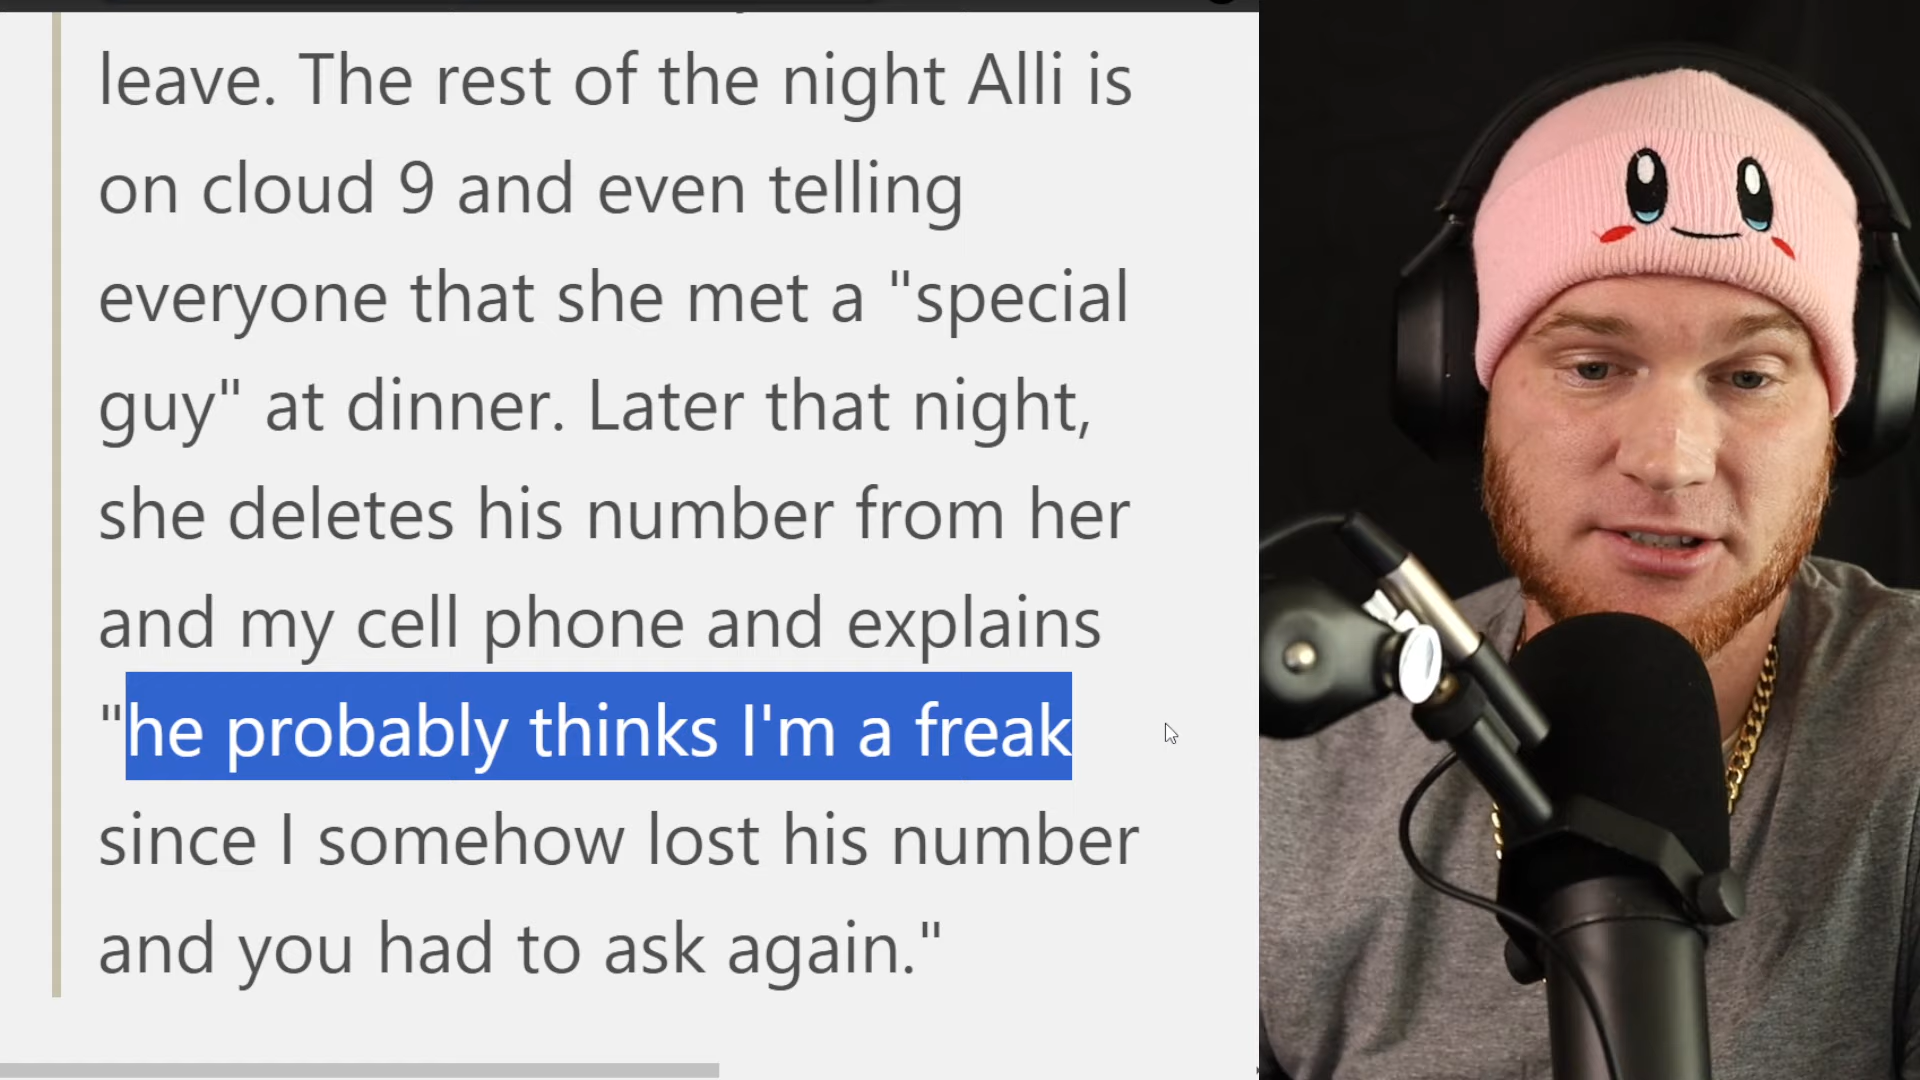 leave. The rest of the night Alli is
on cloud 9 and even telling
everyone that she met a "special
guy" at dinner. Later that night,
she deletes his number from her
and my cell phone and explains
"he probably thinks I'm a freak
since I somehow lost his number
and you had to ask again."